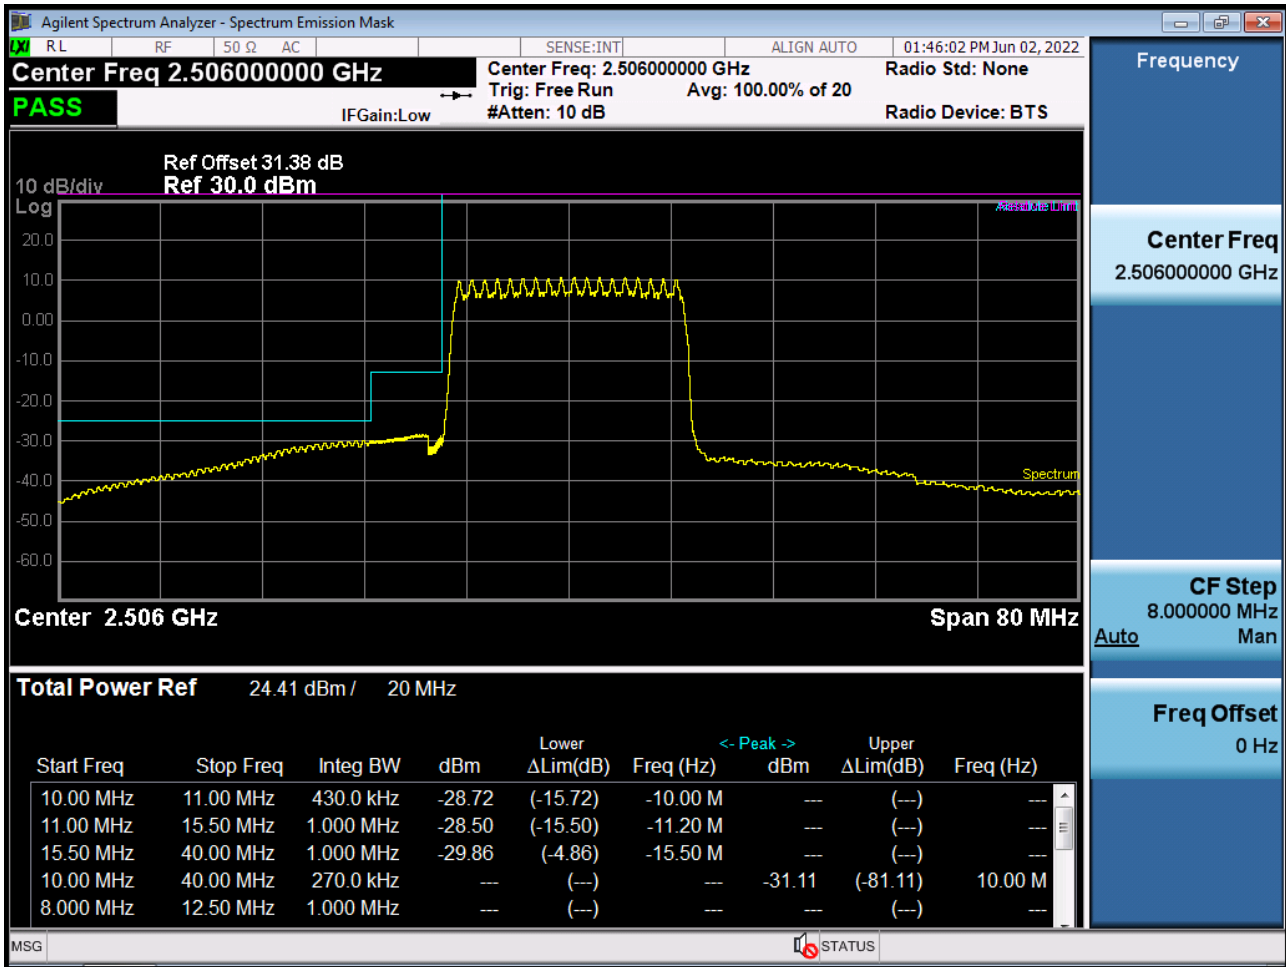 Agilent Spectrum Analyzer - Spectrum Emission Mask
LXI RL RF 50 Ω AC SENSE:INT ALIGN AUTO 01:46:02 PM Jun 02, 2022
Center Freq 2.506000000 GHz Center Freq: 2.506000000 GHz Radio Std: None
Trig: Free Run Avg: 100.00% of 20
PASS IFGain:Low #Atten: 10 dB Radio Device: BTS
Ref Offset 31.38 dB
10 dB/div Ref 30.0 dBm
Log
Absolute Limit
20.0
10.0
0.00
-10.0
-20.0
-30.0
-40.0
Spectrum
-50.0
-60.0
Center 2.506 GHz Span 80 MHz
Total Power Ref 24.41 dBm / 20 MHz
Lower <- Peak -> Upper
Start Freq Stop Freq Integ BW dBm ΔLim(dB) Freq (Hz) dBm ΔLim(dB) Freq (Hz)
10.00 MHz 11.00 MHz 430.0 kHz -28.72 (-15.72) -10.00 M --- (---) ---
11.00 MHz 15.50 MHz 1.000 MHz -28.50 (-15.50) -11.20 M --- (---) ---
15.50 MHz 40.00 MHz 1.000 MHz -29.86 (-4.86) -15.50 M --- (---) ---
10.00 MHz 40.00 MHz 270.0 kHz --- (---) --- -31.11 (-81.11) 10.00 M
8.000 MHz 12.50 MHz 1.000 MHz --- (---) --- --- (---) ---
MSG STATUS
Frequency
Center Freq
2.506000000 GHz
CF Step
8.000000 MHz
Auto Man
Freq Offset
0 Hz